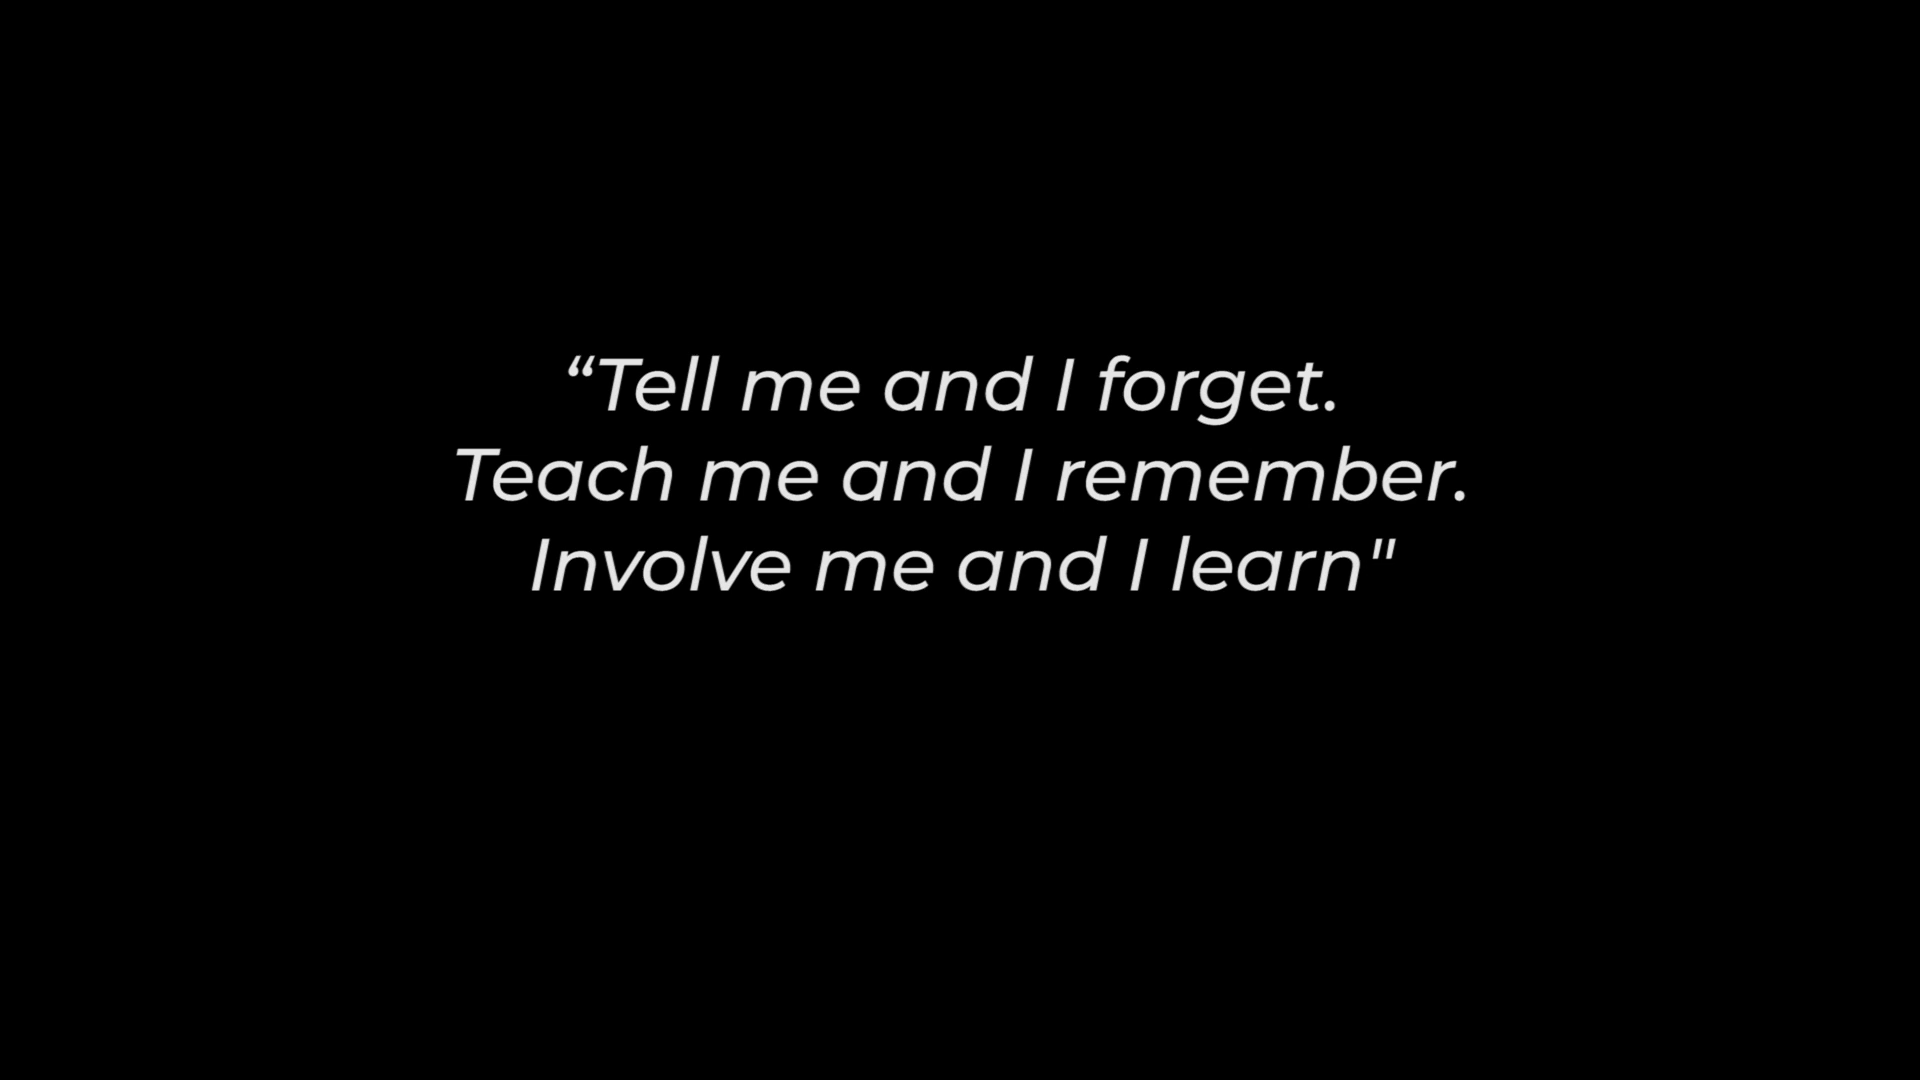 “Tell me and I forget.
Teach me and I remember.
Involve me and I learn"